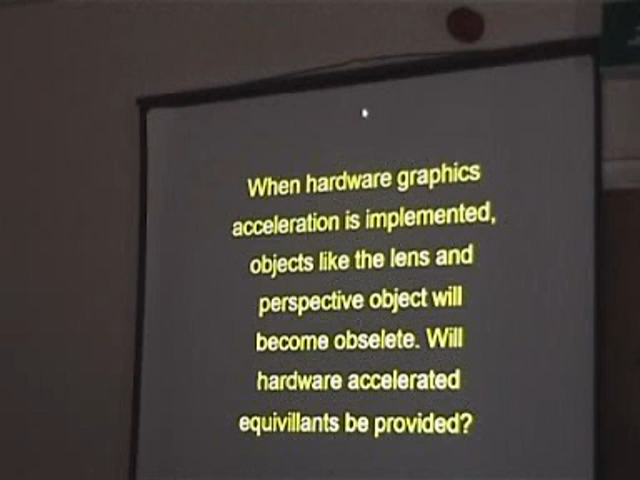 When hardware graphics
acceleration is implemented,
objects like the lens and
perspective object will
become obselete. Will
hardware accelerated
equivillants be provided?